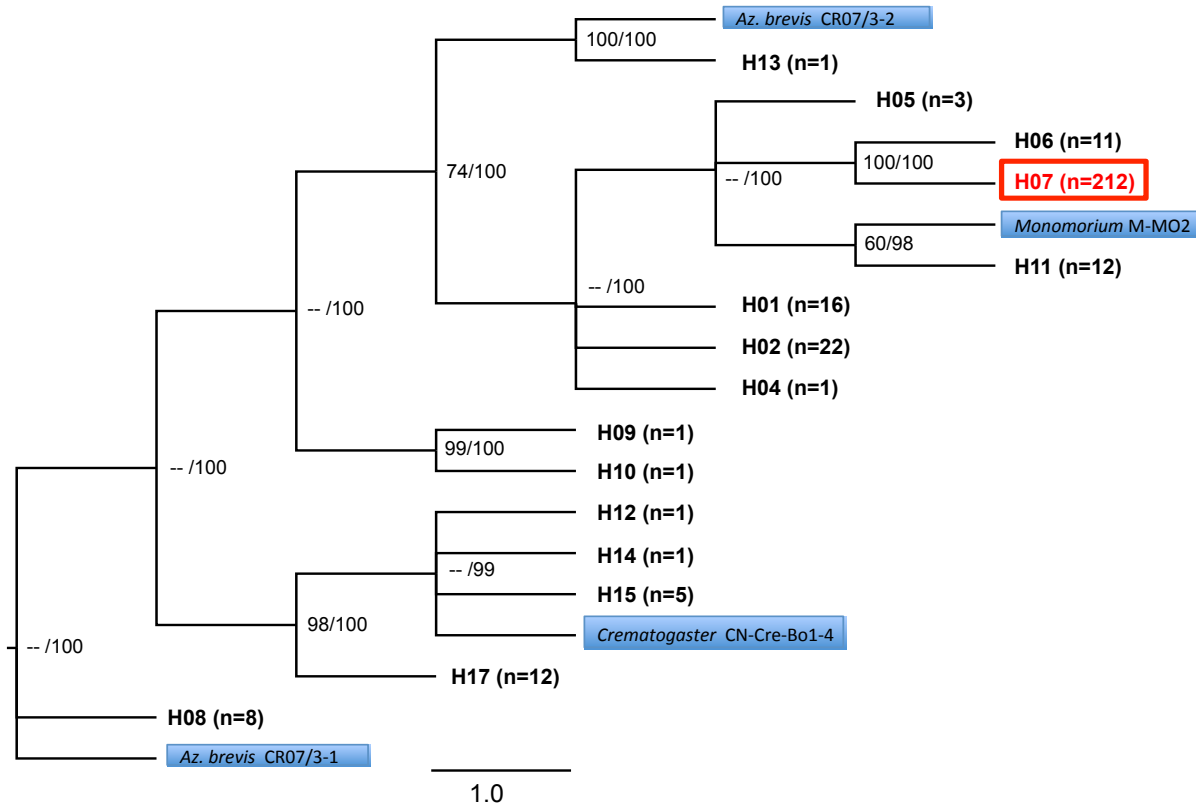 Az. brevis CR07/3-2
100/100
H13 (n=1)
H05 (n=3)
H06 (n=11)
100/100
74/100
-- /100
H07 (n=212)
Monomorium M-MO2
60/98
H11 (n=12)
-- /100
H01 (n=16)
-- /100
H02 (n=22)
H04 (n=1)
H09 (n=1)
99/100
-- /100
H10 (n=1)
H12 (n=1)
H14 (n=1)
-- /99
H15 (n=5)
98/100
Crematogaster CN-Cre-Bo1-4
-- /100
H17 (n=12)
H08 (n=8)
Az. brevis CR07/3-1
1.0